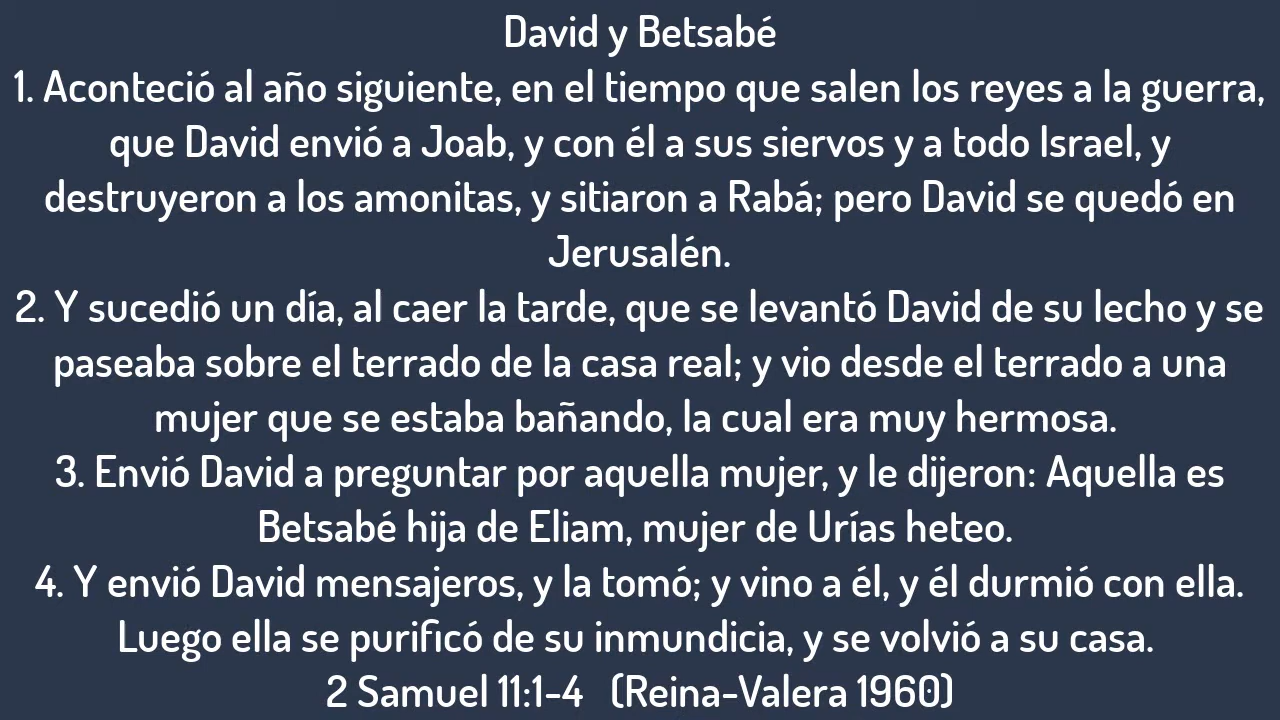 David y Betsabé
1. Aconteció al año siguiente, en el tiempo que salen los reyes a la guerra,
que David envió a Joab, y con él a sus siervos y a todo Israel, y
destruyeron a los amonitas, y sitiaron a Rabá; pero David se quedó en
Jerusalén.
2. Y sucedió un día, al caer la tarde, que se levantó David de su lecho y se
paseaba sobre el terrado de la casa real; y vio desde el terrado a una
mujer que se estaba bañando, la cual era muy hermosa.
3. Envió David a preguntar por aquella mujer, y le dijeron: Aquella es
Betsabé hija de Eliam, mujer de Urías heteo.
4. Y envió David mensajeros, y la tomó; y vino a él, y él durmió con ella.
Luego ella se purificó de su inmundicia, y se volvió a su casa.
2 Samuel 11:1-4 (Reina-Valera 1960)